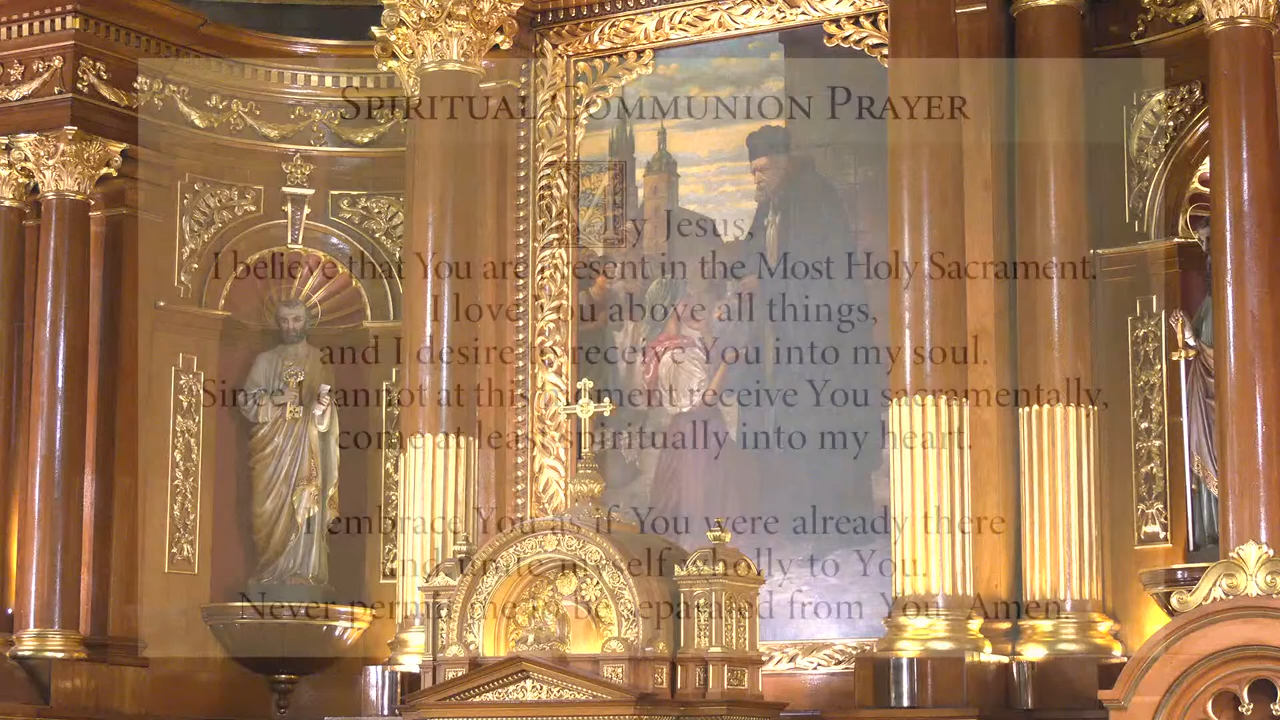 Spiritual Communion Prayer
My Jesus,
I believe that You are present in the Most Holy Sacrament.
I love You above all things,
and I desire to receive You into my soul.
Since I cannot at this moment receive You sacramentally,
come at least spiritually into my heart.
I embrace You as if You were already there
and unite myself wholly to You.
Never permit me to be separated from You. Amen.